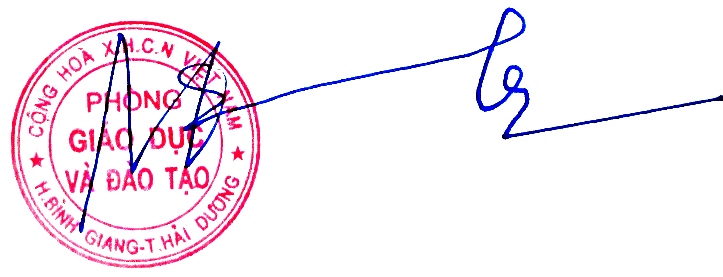 CỘNG HOÀ X.H.C.N VIỆT NAM
PHÒNG
GIÁO DỤC
VÀ ĐÀO TẠO
H.BÌNH GIANG-T.HẢI DƯƠNG